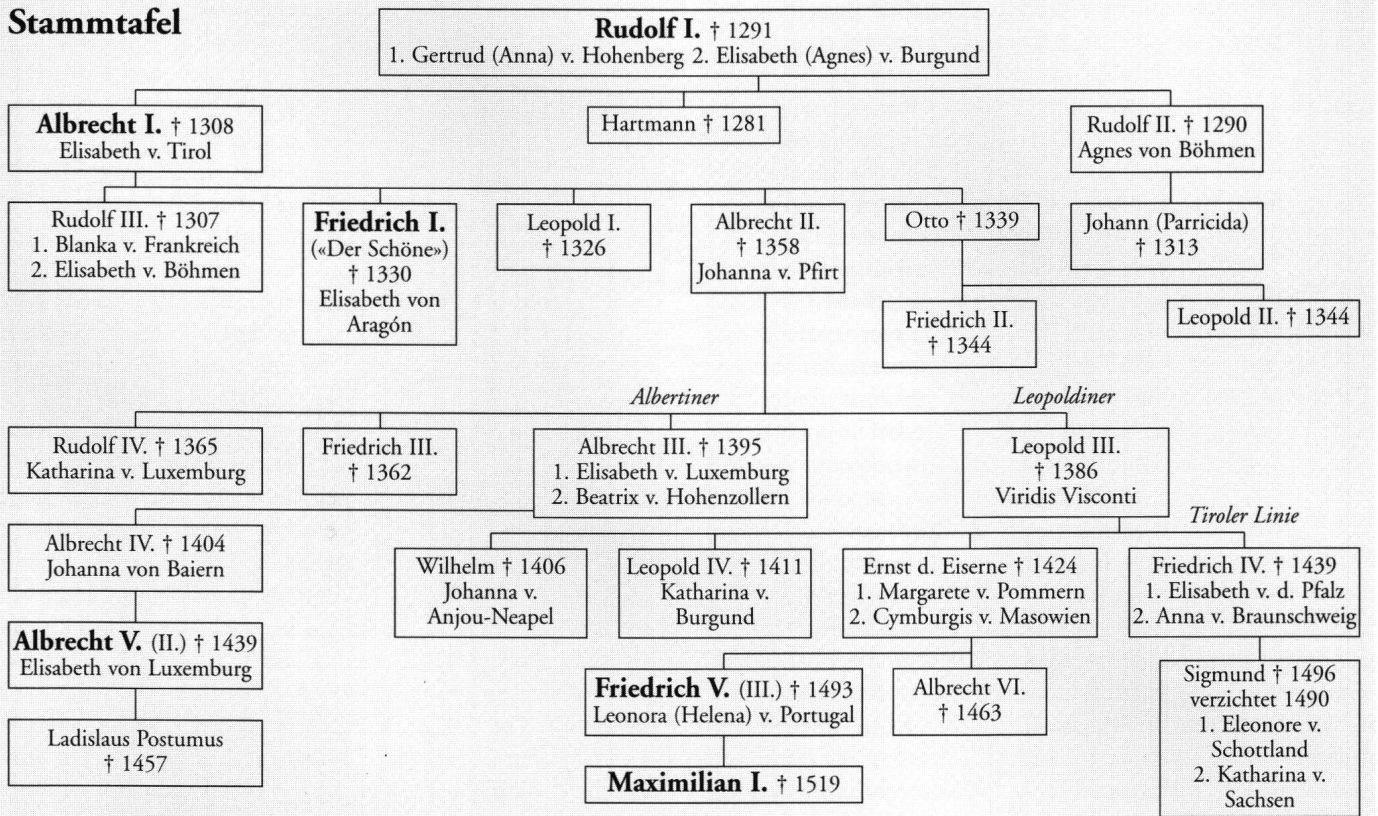 Stammtafel
Rudolf I. † 1291
1. Gertrud (Anna) v. Hohenberg 2. Elisabeth (Agnes) v. Burgund
Albrecht I. † 1308
Elisabeth v. Tirol
Hartmann † 1281
Rudolf II. † 1290
Agnes von Böhmen
Rudolf III. † 1307
1. Blanka v. Frankreich
2. Elisabeth v. Böhmen
Friedrich I.
(«Der Schöne»)
† 1330
Elisabeth von
Aragón
Leopold I.
† 1326
Albrecht II.
† 1358
Johanna v. Pfirt
Otto † 1339
Johann (Parricida)
† 1313
Friedrich II.
† 1344
Leopold II. † 1344
Albertiner
Leopoldiner
Rudolf IV. † 1365
Katharina v. Luxemburg
Friedrich III.
† 1362
Albrecht III. † 1395
1. Elisabeth v. Luxemburg
2. Beatrix v. Hohenzollern
Leopold III.
† 1386
Viridis Visconti
Tiroler Linie
Albrecht IV. † 1404
Johanna von Baiern
Wilhelm † 1406
Johanna v.
Anjou-Neapel
Leopold IV. † 1411
Katharina v.
Burgund
Ernst d. Eiserne † 1424
1. Margarete v. Pommern
2. Cymburgis v. Masowien
Friedrich IV. † 1439
1. Elisabeth v. d. Pfalz
2. Anna v. Braunschweig
Albrecht V. (II.) † 1439
Elisabeth von Luxemburg
Friedrich V. (III.) † 1493
Leonora (Helena) v. Portugal
Albrecht VI.
† 1463
Sigmund † 1496
verzichtet 1490
1. Eleonore v.
Schottland
2. Katharina v.
Sachsen
Ladislaus Postumus
† 1457
Maximilian I. † 1519